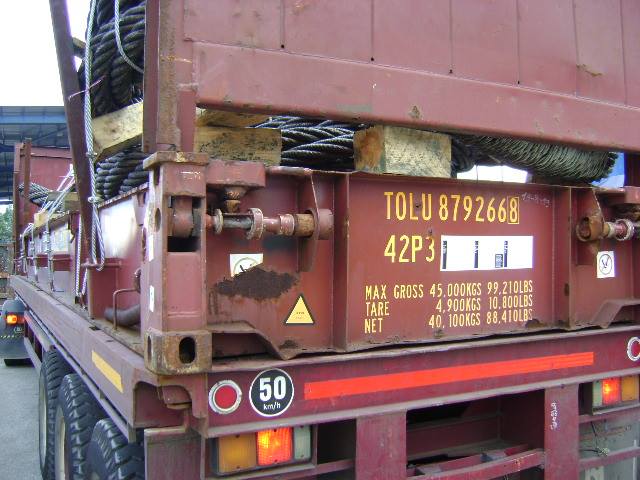 TOLU 879266 8
42P3
MAX GROSS 45.000KGS 99,210LBS
TARE 4,900KGS 10.800LBS
NET 40,100KGS 88.410LBS
50
km/h